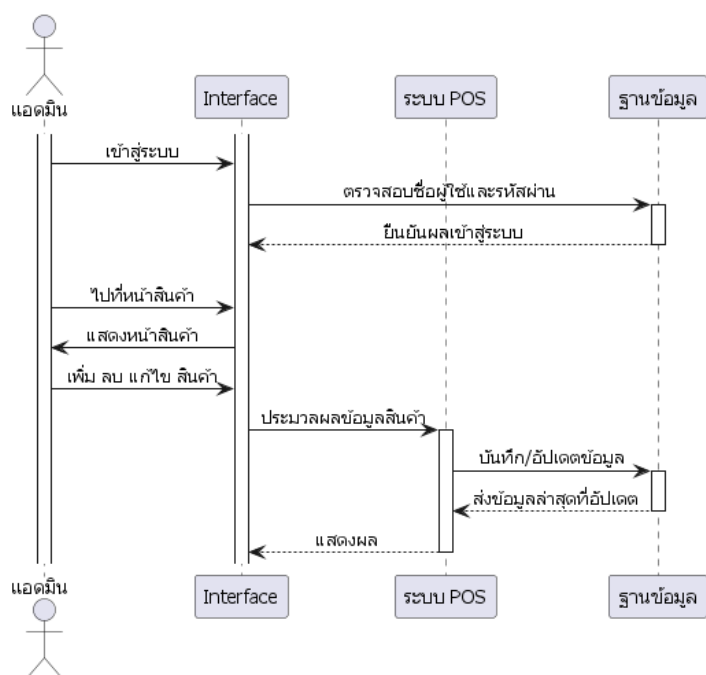 แอดมิน
Interface
ระบบ POS
ฐานข้อมูล
เข้าสู่ระบบ
ตรวจสอบชื่อผู้ใช้และรหัสผ่าน
ยืนยันผลเข้าสู่ระบบ
ไปที่หน้าสินค้า
แสดงหน้าสินค้า
เพิ่ม ลบ แก้ไข สินค้า
ประมวลผลข้อมูลสินค้า
บันทึก/อัปเดตข้อมูล
ส่งข้อมูลล่าสุดที่อัปเดต
แสดงผล
แอดมิน
Interface
ระบบ POS
ฐานข้อมูล